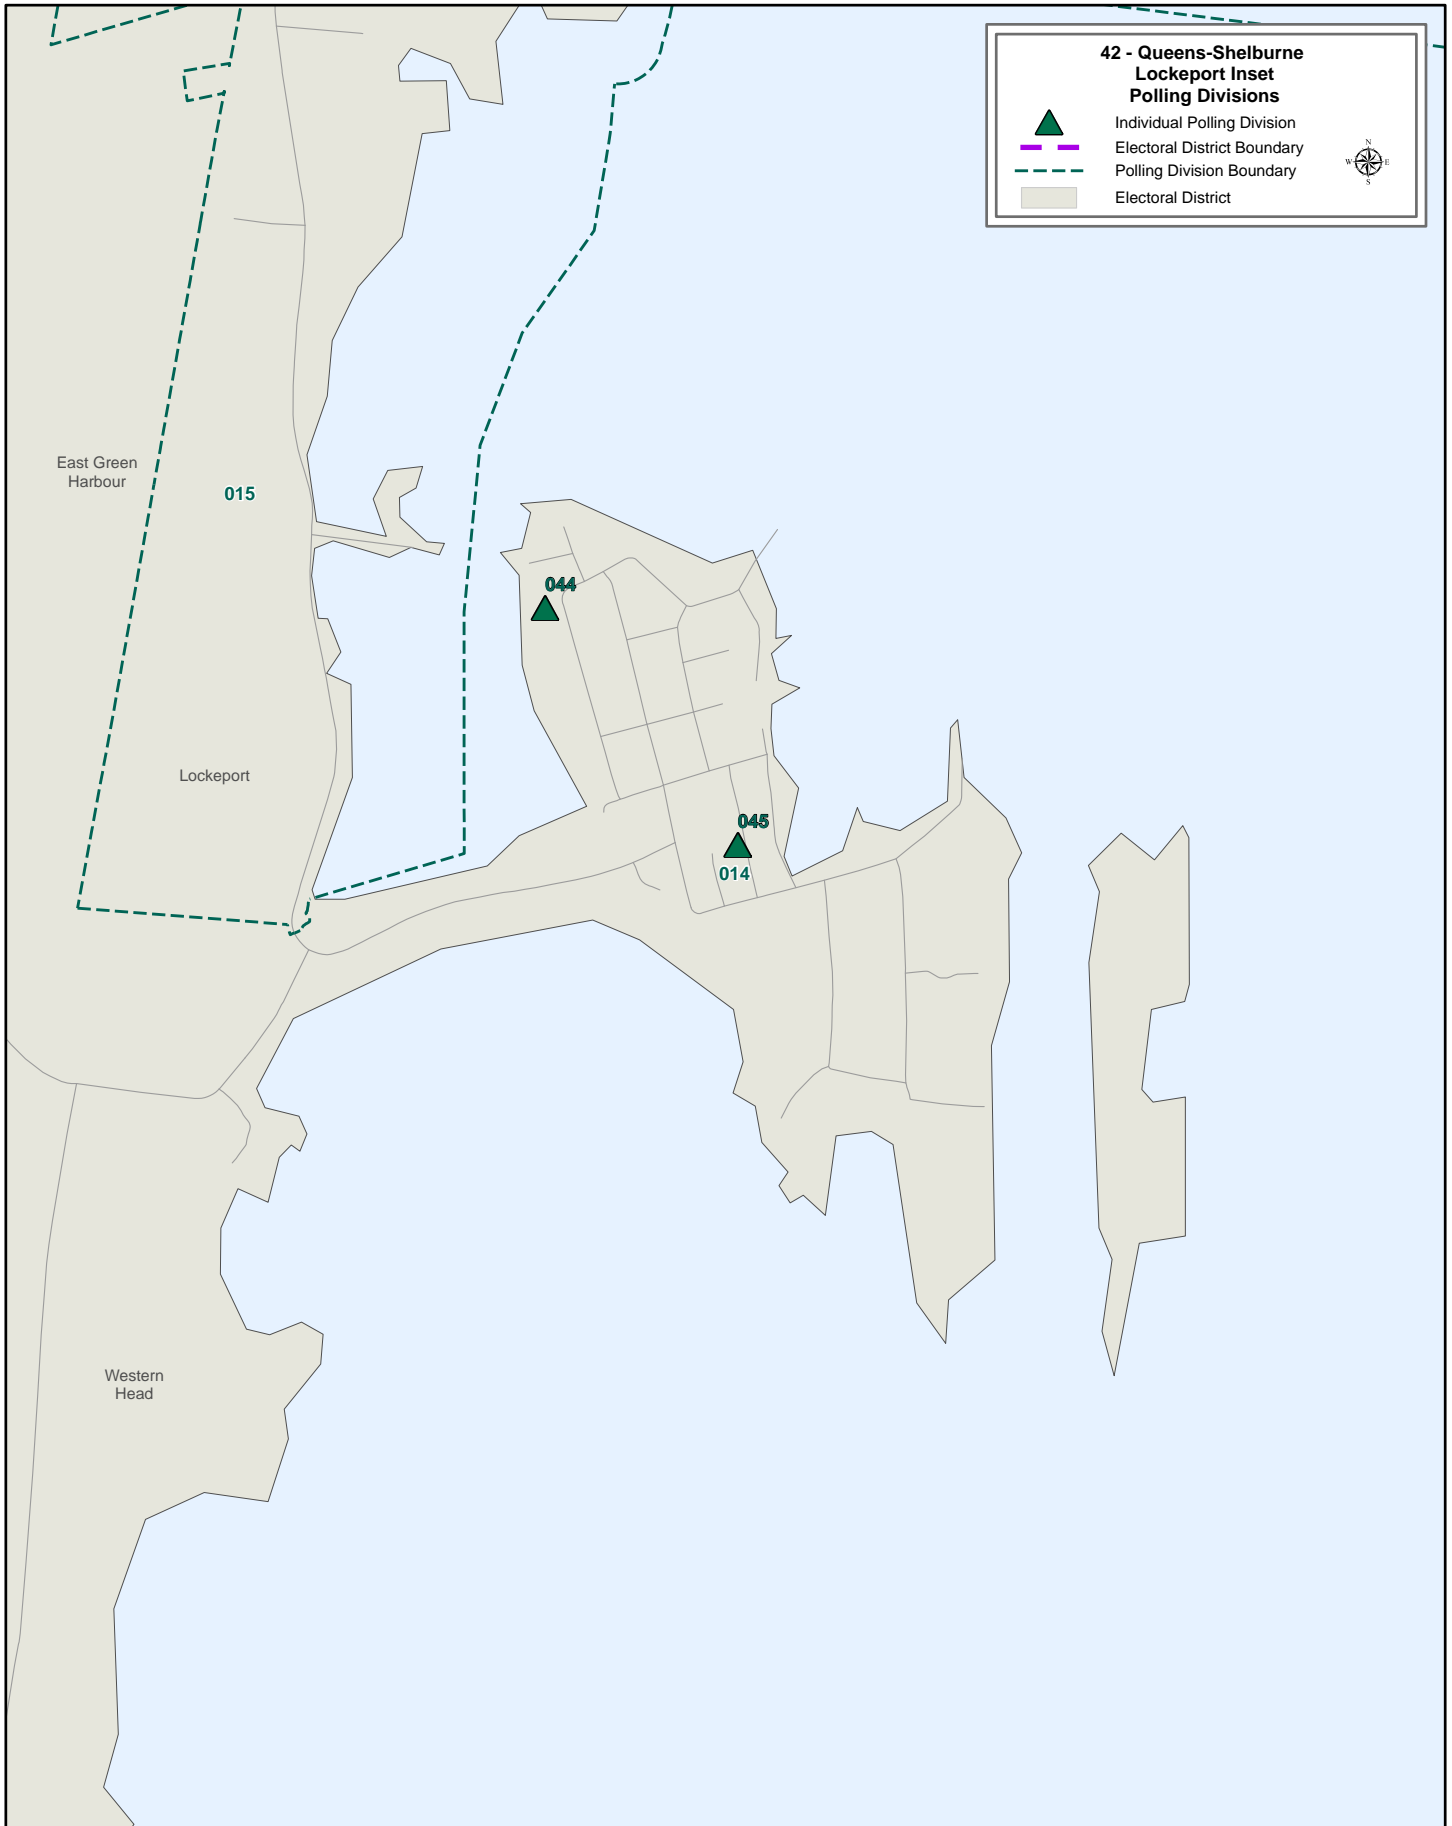 42 - Queens-Shelburne
Lockeport Inset
Polling Divisions
Individual Polling Division
Electoral District Boundary
Polling Division Boundary
Electoral District
N
W
E
S
East Green
Harbour
015
044
Lockeport
045
014
Western
Head